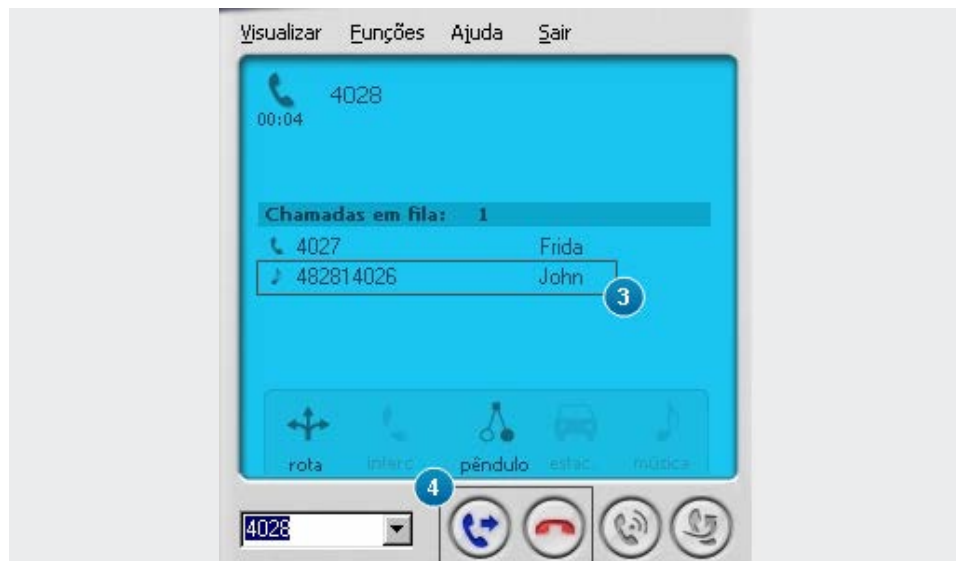 Visualizar Funções Ajuda Sair
4028
00:04
Chamadas em fila: 1
4027 Frida
482814026 John
3
rota interc. pêndulo estac. música
4
4028